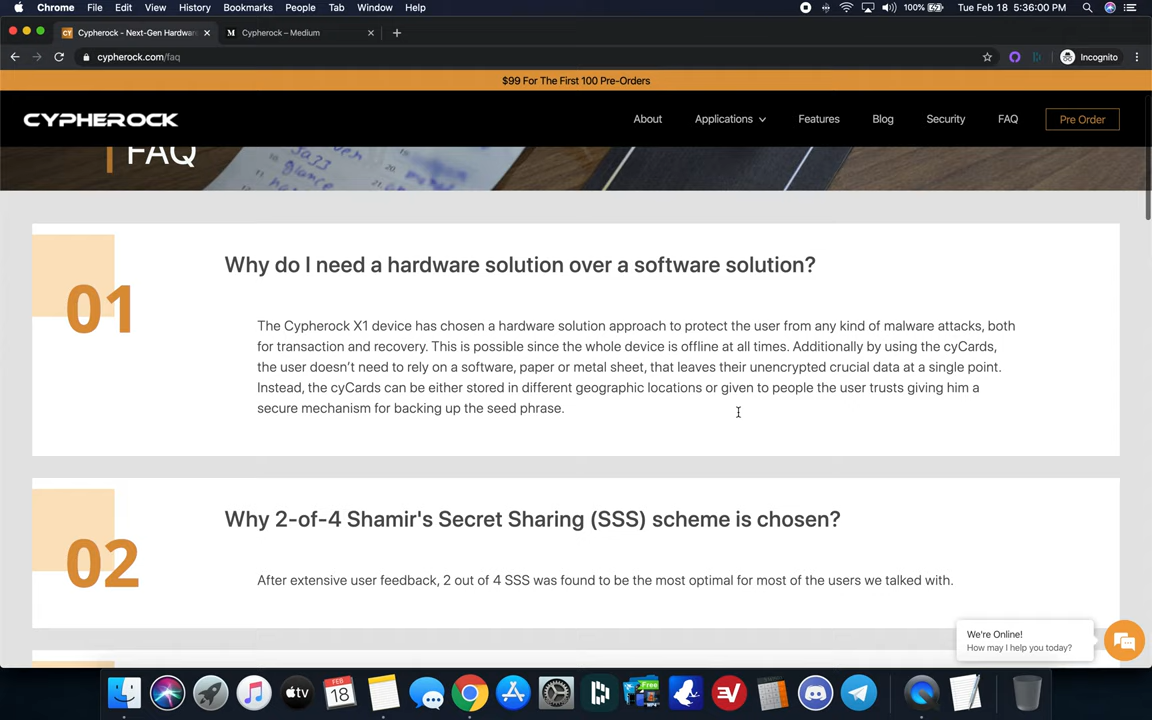 Chrome File Edit View History Bookmarks People Tab Window Help 100% Tue Feb 18 5:36:00 PM
Cypherock - Next-Gen Hardwar
Cypherock – Medium
cypherock.com/faq
Incognito
$99 For The First 100 Pre-Orders
CYPHEROCK
About Applications Features Blog Security FAQ Pre Order
FAQ
glance
01
Why do I need a hardware solution over a software solution?
The Cypherock X1 device has chosen a hardware solution approach to protect the user from any kind of malware attacks, both
for transaction and recovery. This is possible since the whole device is offline at all times. Additionally by using the cyCards,
the user doesn’t need to rely on a software, paper or metal sheet, that leaves their unencrypted crucial data at a single point.
Instead, the cyCards can be either stored in different geographic locations or given to people the user trusts giving him a
secure mechanism for backing up the seed phrase.
02
Why 2-of-4 Shamir's Secret Sharing (SSS) scheme is chosen?
After extensive user feedback, 2 out of 4 SSS was found to be the most optimal for most of the users we talked with.
We're Online!
How may I help you today?
tv
18
Free